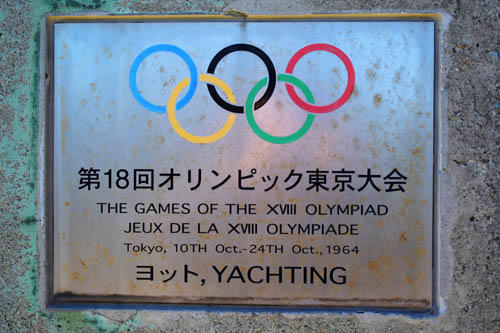 第18回オリンピック東京大会
THE GAMES OF THE XVIII OLYMPIAD
JEUX DE LA XVIII OLYMPIADE
Tokyo, 10TH Oct.-24TH Oct., 1964
ヨット, YACHTING